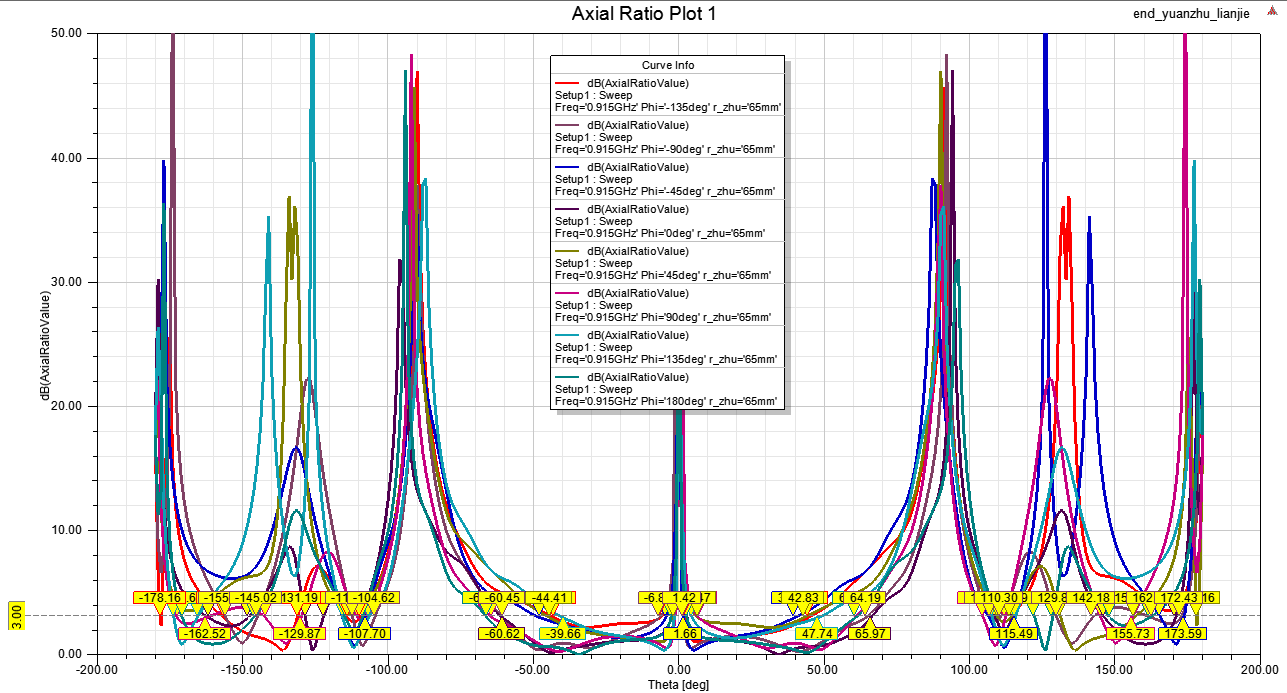 Axial Ratio Plot 1
end_yuanzhu_lianjie
50.00
40.00
30.00
20.00
10.00
0.00
3.00
dB(AxialRatioValue)
Curve Info
dB(AxialRatioValue)
Setup1 : Sweep
Freq='0.915GHz' Phi='-135deg' r_zhu='65mm'
dB(AxialRatioValue)
Setup1 : Sweep
Freq='0.915GHz' Phi='-90deg' r_zhu='65mm'
dB(AxialRatioValue)
Setup1 : Sweep
Freq='0.915GHz' Phi='-45deg' r_zhu='65mm'
dB(AxialRatioValue)
Setup1 : Sweep
Freq='0.915GHz' Phi='0deg' r_zhu='65mm'
dB(AxialRatioValue)
Setup1 : Sweep
Freq='0.915GHz' Phi='45deg' r_zhu='65mm'
dB(AxialRatioValue)
Setup1 : Sweep
Freq='0.915GHz' Phi='90deg' r_zhu='65mm'
dB(AxialRatioValue)
Setup1 : Sweep
Freq='0.915GHz' Phi='135deg' r_zhu='65mm'
dB(AxialRatioValue)
Setup1 : Sweep
Freq='0.915GHz' Phi='180deg' r_zhu='65mm'
-178.16 -145.02 -104.62 -60.45 -44.41 42.83 64.19 110.30 142.18 172.43
-162.52 -129.87 -107.70 -60.62 -39.66 1.66 47.74 65.97 115.49 155.73 173.59
-200.00 -150.00 -100.00 -50.00 0.00 50.00 100.00 150.00 200.00
Theta [deg]